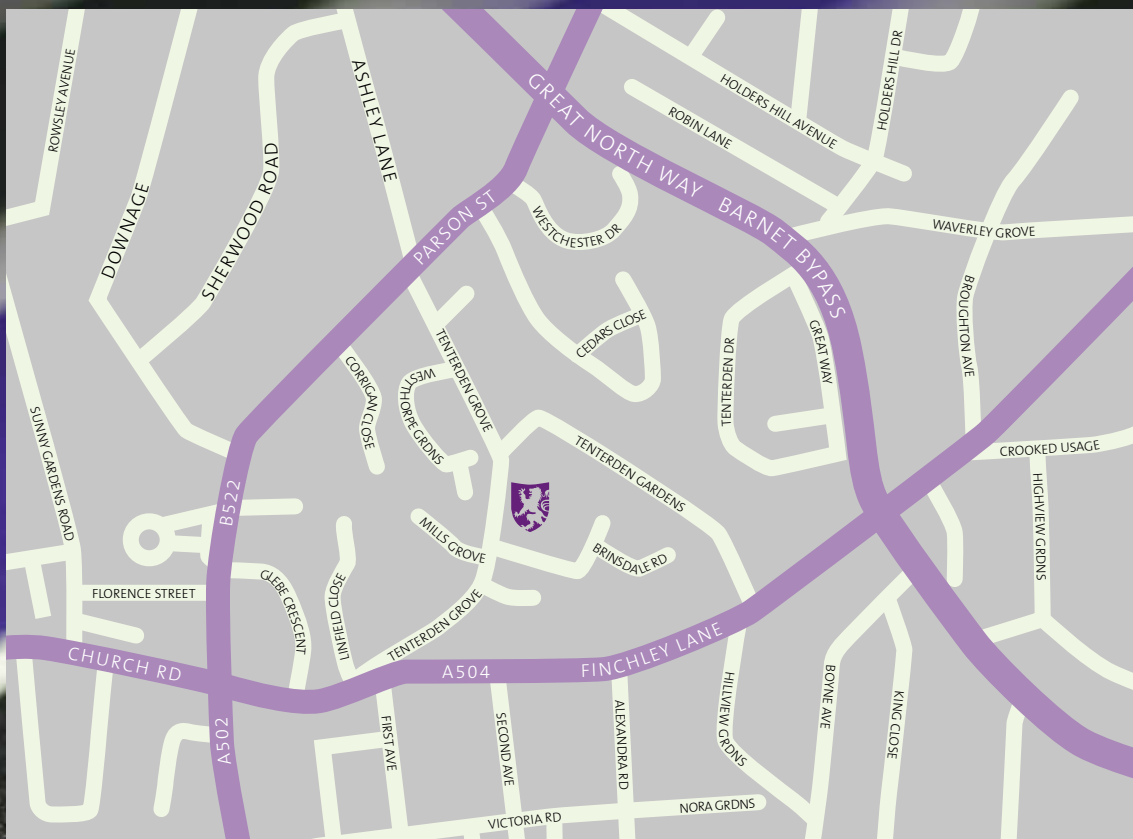 ROWSLEY AVENUE
DOWNAGE
SHERWOOD ROAD
ASHLEY LANE
GREAT NORTH WAY
BARNET BYPASS
HOLDERS HILL AVENUE
ROBIN LANE
HOLDERS HILL DR
PARSON ST
WESTCHESTER DR
WAVERLEY GROVE
BROUGHTON AVE
CEDARS CLOSE
TENTERDEN DR
GREAT WAY
TENTERDEN GROVE
CORRIGAN CLOSE
WESTTHORPE GRDNS
SUNNY GARDENS ROAD
TENTERDEN GARDENS
CROOKED USAGE
HIGHVIEW GRDNS
B522
MILLS GROVE
BRINSDALE RD
FLORENCE STREET
GLEBE CRESCENT
LINFIELD CLOSE
TENTERDEN GROVE
CHURCH RD
A504
FINCHLEY LANE
A502
FIRST AVE
SECOND AVE
ALEXANDRA RD
HILLVIEW GRDNS
BOYNE AVE
KING CLOSE
VICTORIA RD
NORA GRDNS